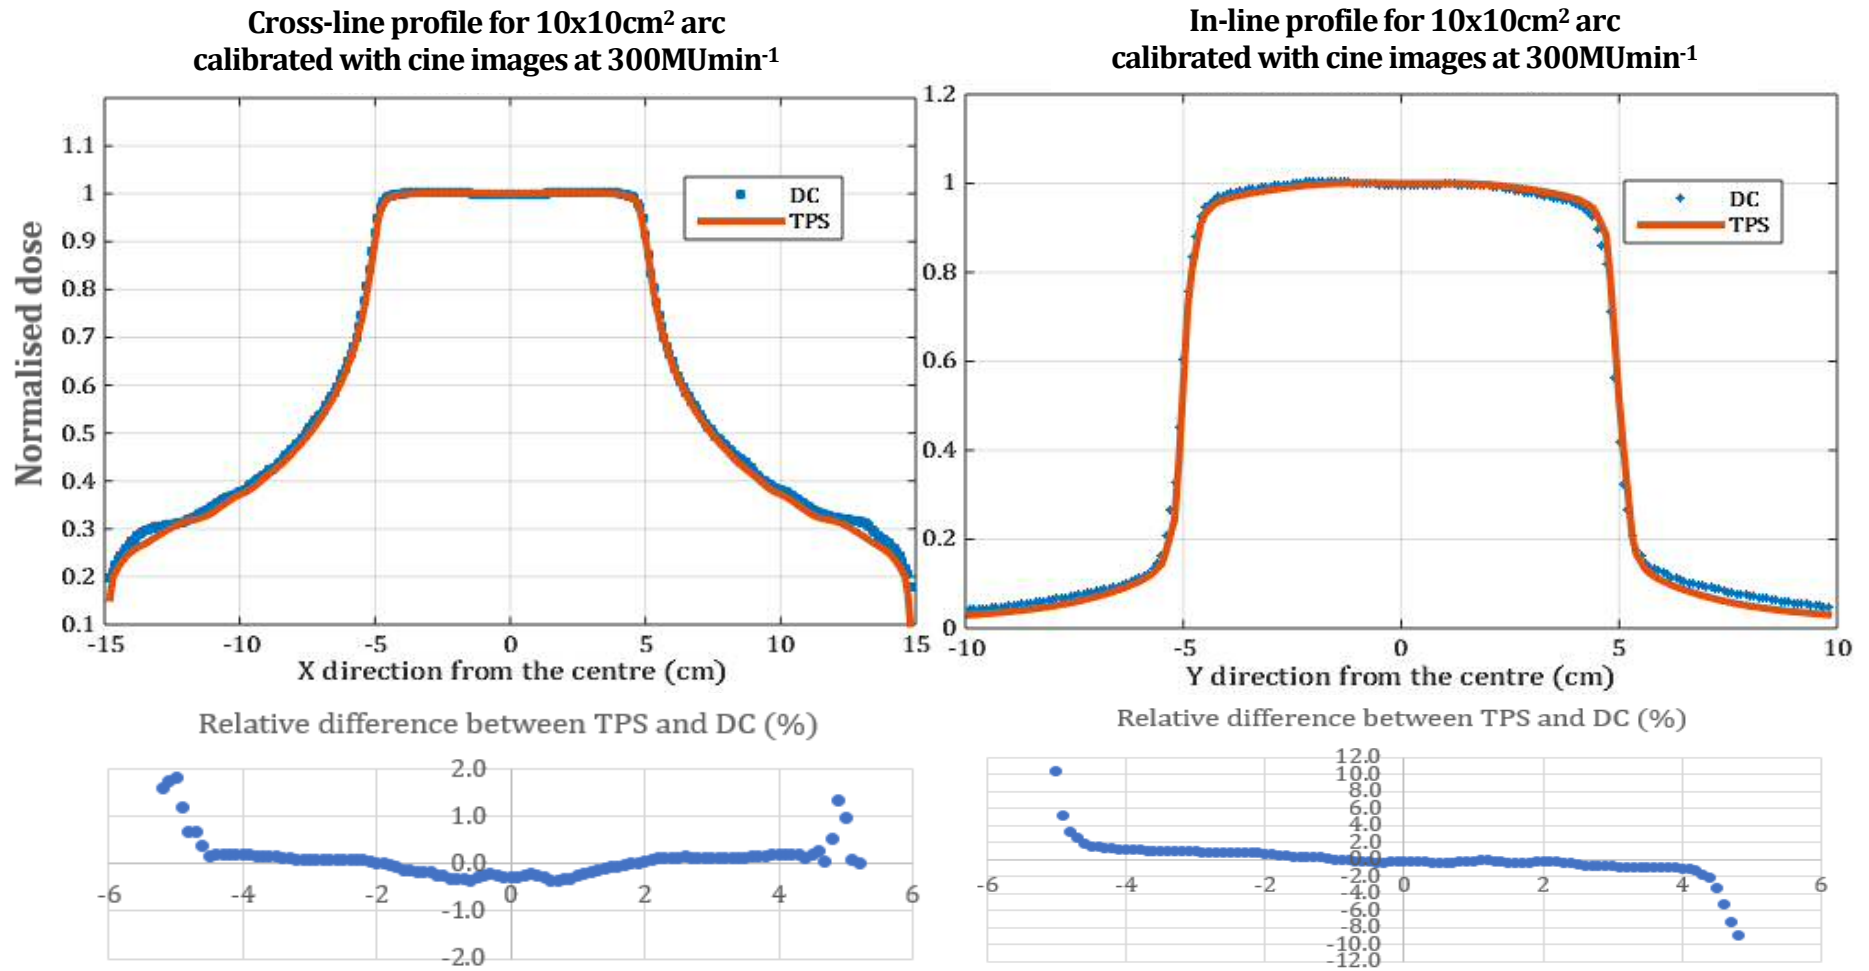 Cross-line profile for 10x10cm² arc
calibrated with cine images at 300MUmin⁻¹
Normalised dose
1.1
1
0.9
0.8
0.7
0.6
0.5
0.4
0.3
0.2
0.1
DC
TPS
-15 -10 -5 0 5 10 15
X direction from the centre (cm)
In-line profile for 10x10cm² arc
calibrated with cine images at 300MUmin⁻¹
1.2
1
0.8
0.6
0.4
0.2
0
DC
TPS
-10 -5 0 5 10
Y direction from the centre (cm)
Relative difference between TPS and DC (%)
2.0
1.0
0.0
-6 -4 -2 0 2 4 6
-1.0
-2.0
Relative difference between TPS and DC (%)
12.0
10.0
8.0
6.0
4.0
2.0
0.0
-2.0
-6 -4 -2 0 2 4 6
-4.0
-6.0
-8.0
-10.0
-12.0